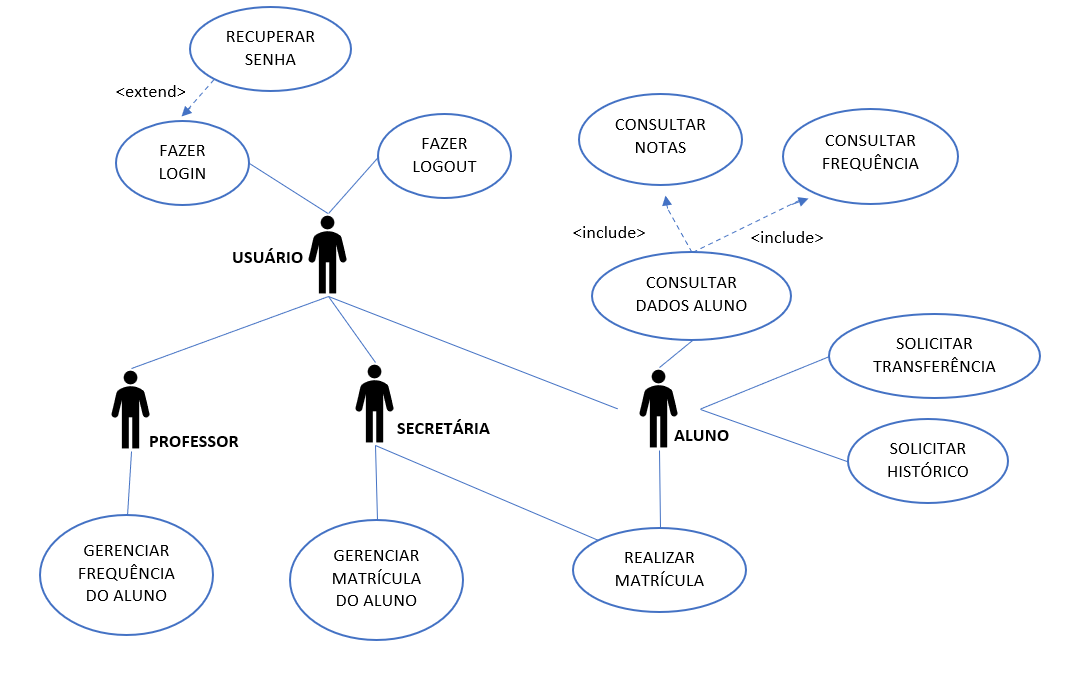 RECUPERAR
SENHA
<extend>
FAZER
LOGIN
FAZER
LOGOUT
CONSULTAR
NOTAS
CONSULTAR
FREQUÊNCIA
<include>
<include>
USUÁRIO
CONSULTAR
DADOS ALUNO
SOLICITAR
TRANSFERÊNCIA
PROFESSOR
SECRETÁRIA
ALUNO
SOLICITAR
HISTÓRICO
GERENCIAR
FREQUÊNCIA
DO ALUNO
GERENCIAR
MATRÍCULA
DO ALUNO
REALIZAR
MATRÍCULA